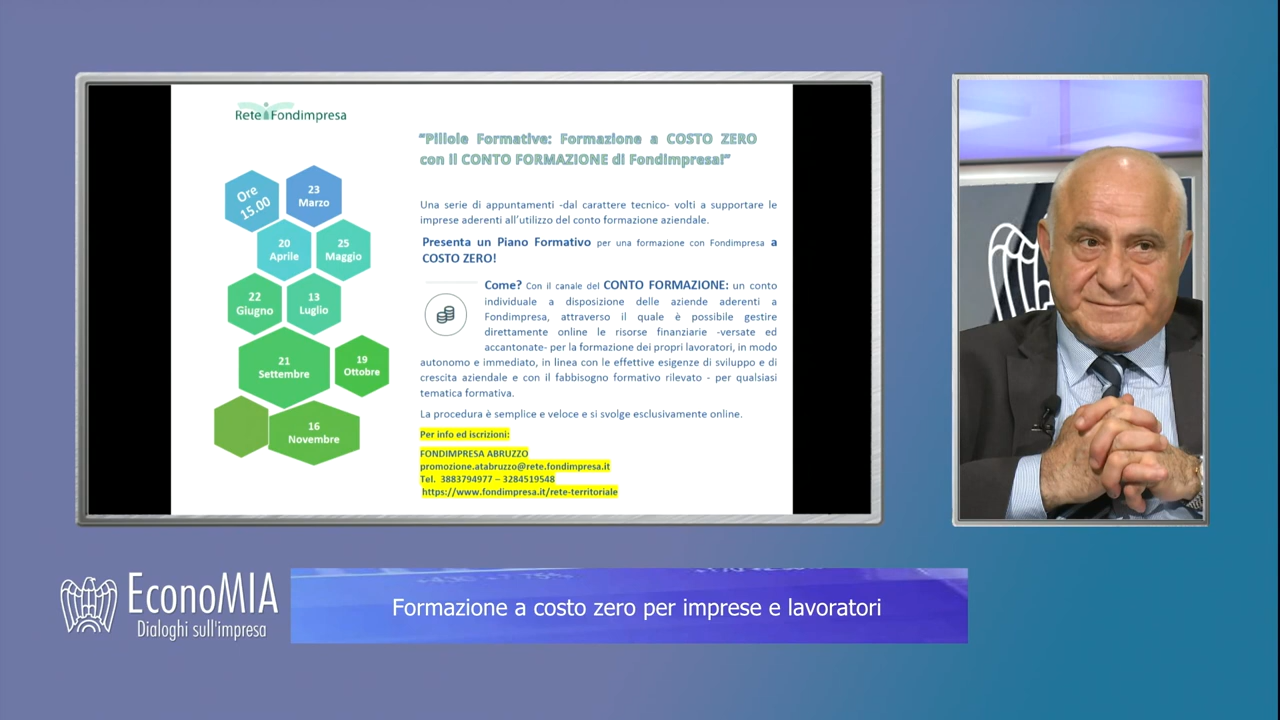 Rete Fondimpresa
"Pillole Formative: Formazione a COSTO ZERO
con il CONTO FORMAZIONE di Fondimpresa!"
Ore
15.00
23
Marzo
20
Aprile
25
Maggio
22
Giugno
13
Luglio
21
Settembre
19
Ottobre
16
Novembre
Una serie di appuntamenti -dal carattere tecnico- volti a supportare le
imprese aderenti all'utilizzo del conto formazione aziendale.
Presenta un Piano Formativo per una formazione con Fondimpresa a
COSTO ZERO!
Come? Con il canale del CONTO FORMAZIONE: un conto
individuale a disposizione delle aziende aderenti a
Fondimpresa, attraverso il quale è possibile gestire
direttamente online le risorse finanziarie -versate ed
accantonate- per la formazione dei propri lavoratori, in modo
autonomo e immediato, in linea con le effettive esigenze di sviluppo e di
crescita aziendale e con il fabbisogno formativo rilevato - per qualsiasi
tematica formativa.
La procedura è semplice e veloce e si svolge esclusivamente online.
Per info ed iscrizioni:
FONDIMPRESA ABRUZZO
promozione.atabruzzo@rete.fondimpresa.it
Tel. 3883794977 – 3284519548
https://www.fondimpresa.it/rete-territoriale
EconoMIA
Dialoghi sull'impresa
Formazione a costo zero per imprese e lavoratori